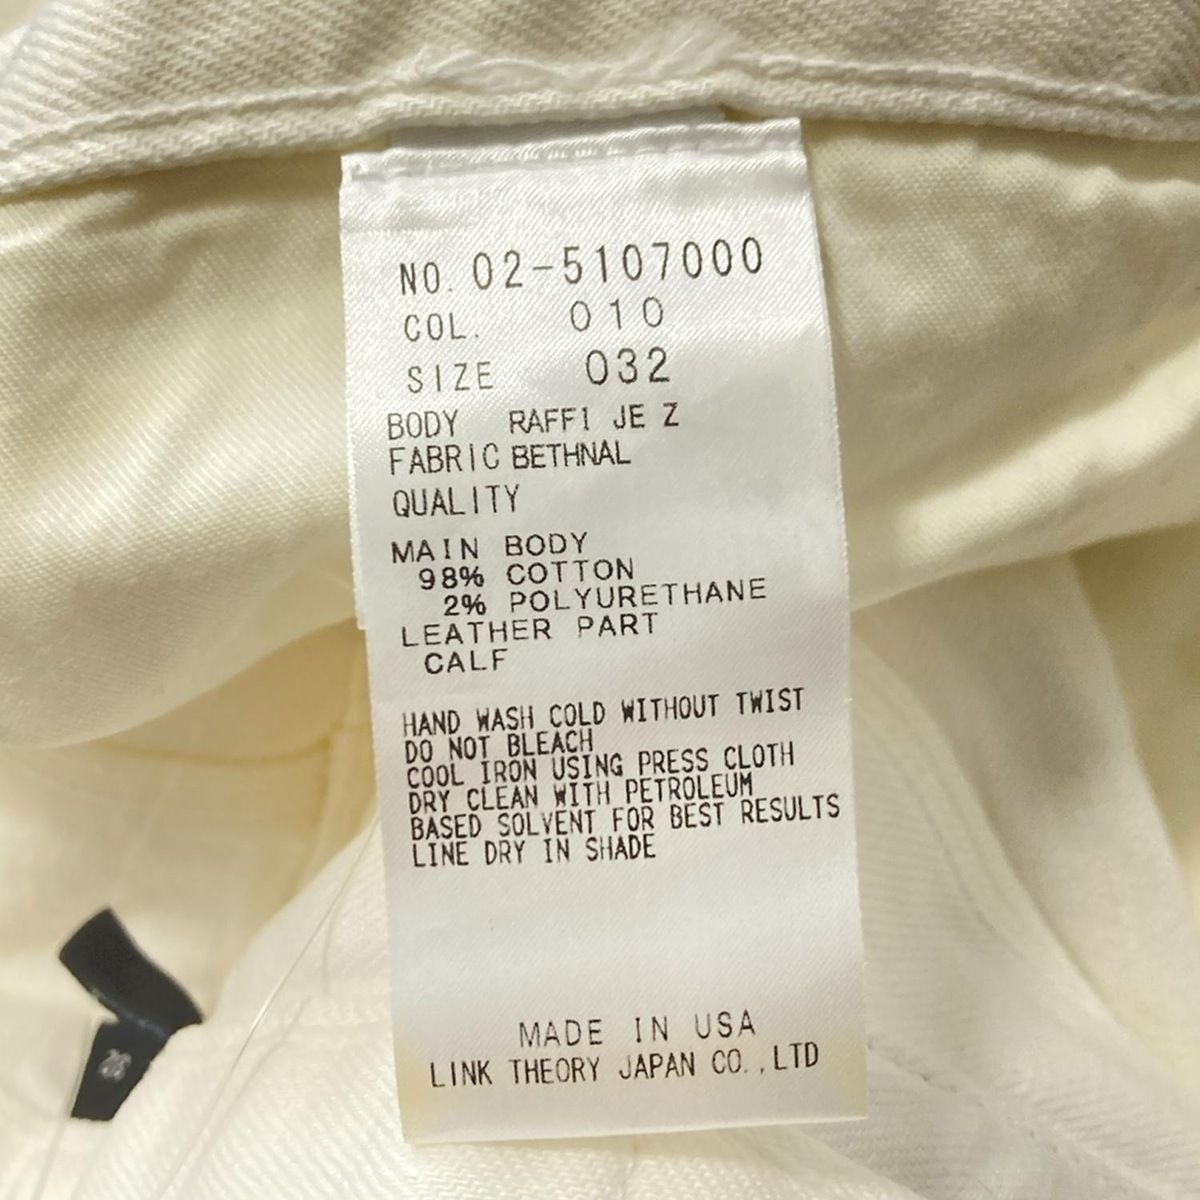 NO. 02-5107000
COL. 010
SIZE 032
BODY RAFFI JE Z
FABRIC BETHNAL
QUALITY
MAIN BODY
98% COTTON
2% POLYURETHANE
LEATHER PART
CALF
HAND WASH COLD WITHOUT TWIST
DO NOT BLEACH
COOL IRON USING PRESS CLOTH
DRY CLEAN WITH PETROLEUM
BASED SOLVENT FOR BEST RESULTS
LINE DRY IN SHADE
MADE IN USA
LINK THEORY JAPAN CO.,LTD